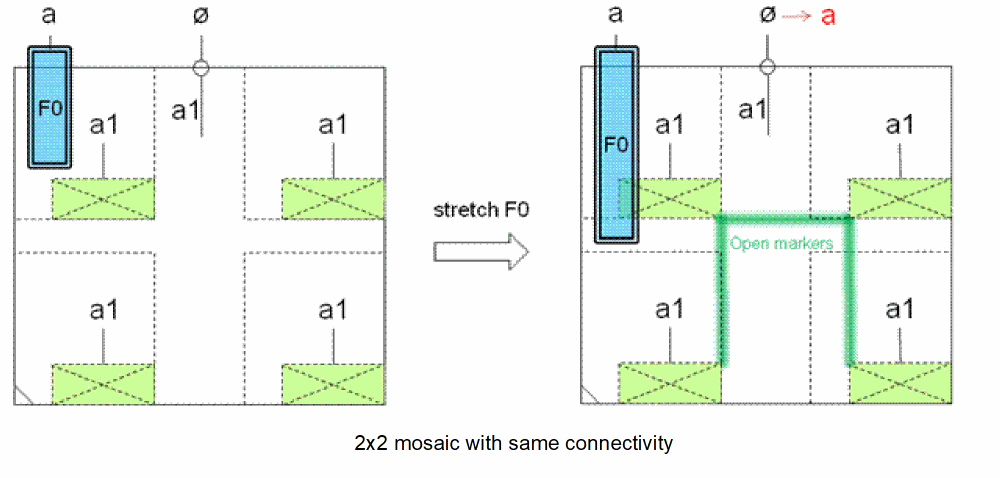 a ø
F0
a1 a1 a1
a1 a1
stretch F0
a ø → a
F0
a1 a1 a1
Open markers
a1 a1
2x2 mosaic with same connectivity